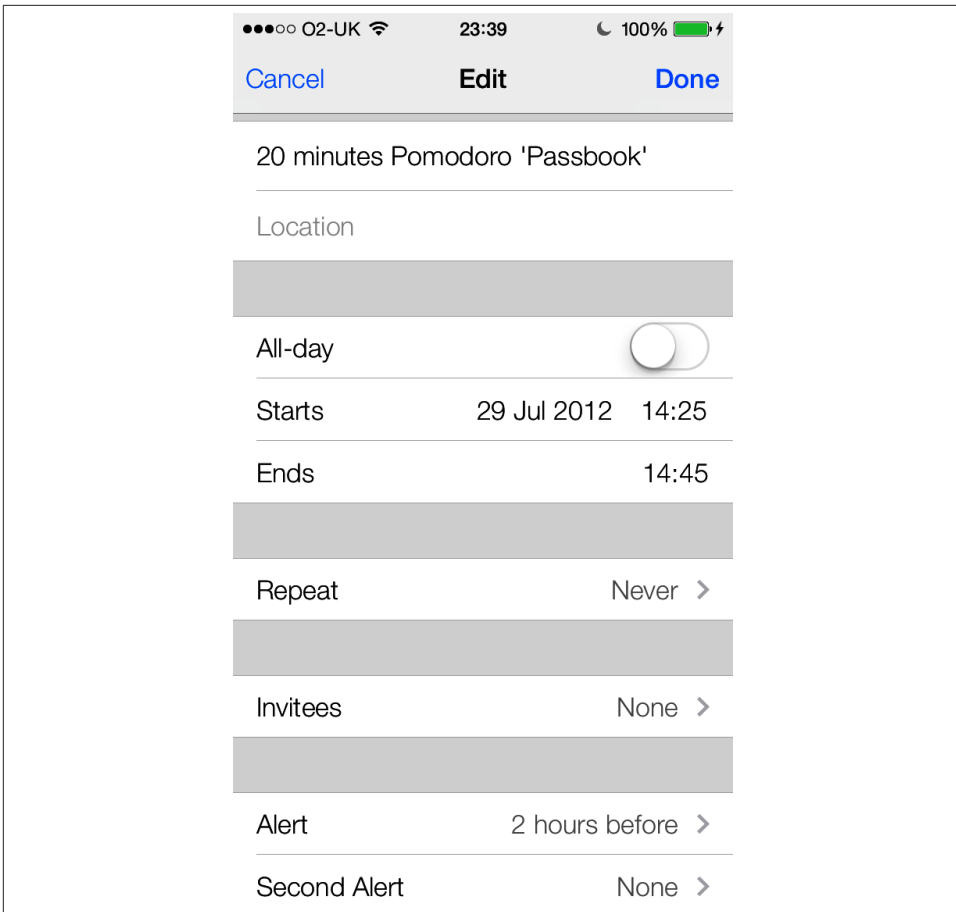 O2-UK 23:39 100%
Cancel Edit Done
20 minutes Pomodoro 'Passbook'
Location
All-day
Starts 29 Jul 2012 14:25
Ends 14:45
Repeat Never
Invitees None
Alert 2 hours before
Second Alert None